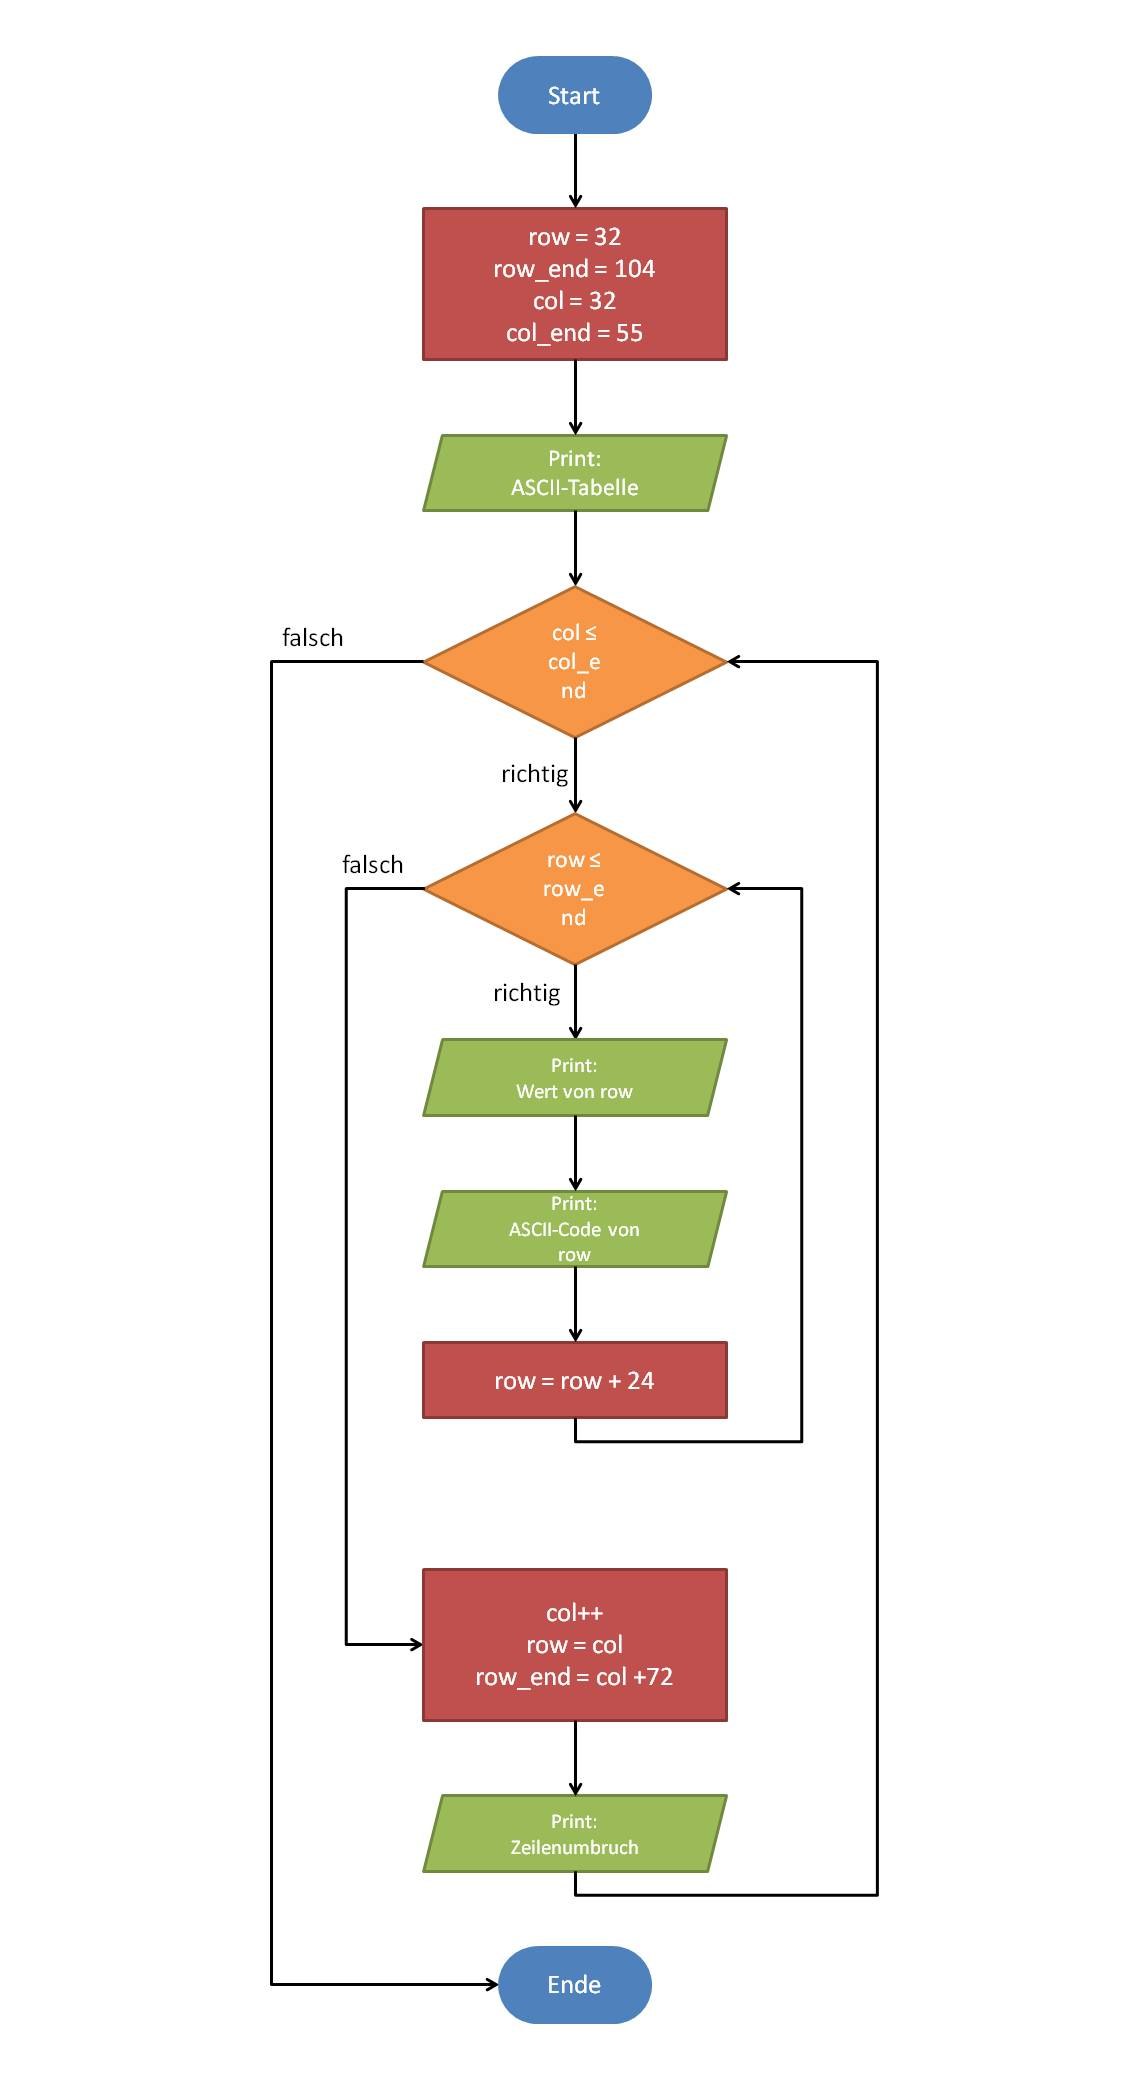 Start
row = 32
row_end = 104
col = 32
col_end = 55
Print:
ASCII-Tabelle
falsch
col ≤
col_e
nd
richtig
falsch
row ≤
row_e
nd
richtig
Print:
Wert von row
Print:
ASCII-Code von
row
row = row + 24
col++
row = col
row_end = col +72
Print:
Zeilenumbruch
Ende